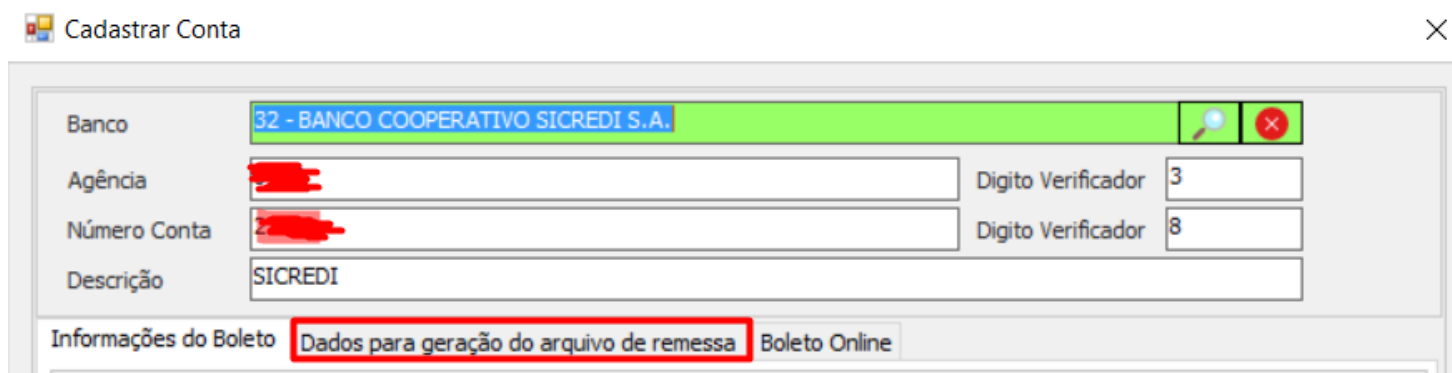 Cadastrar Conta
Banco 32 - BANCO COOPERATIVO SICREDI S.A.
Agência Digito Verificador 3
Número Conta Digito Verificador 8
Descrição SICREDI
Informações do Boleto Dados para geração do arquivo de remessa Boleto Online